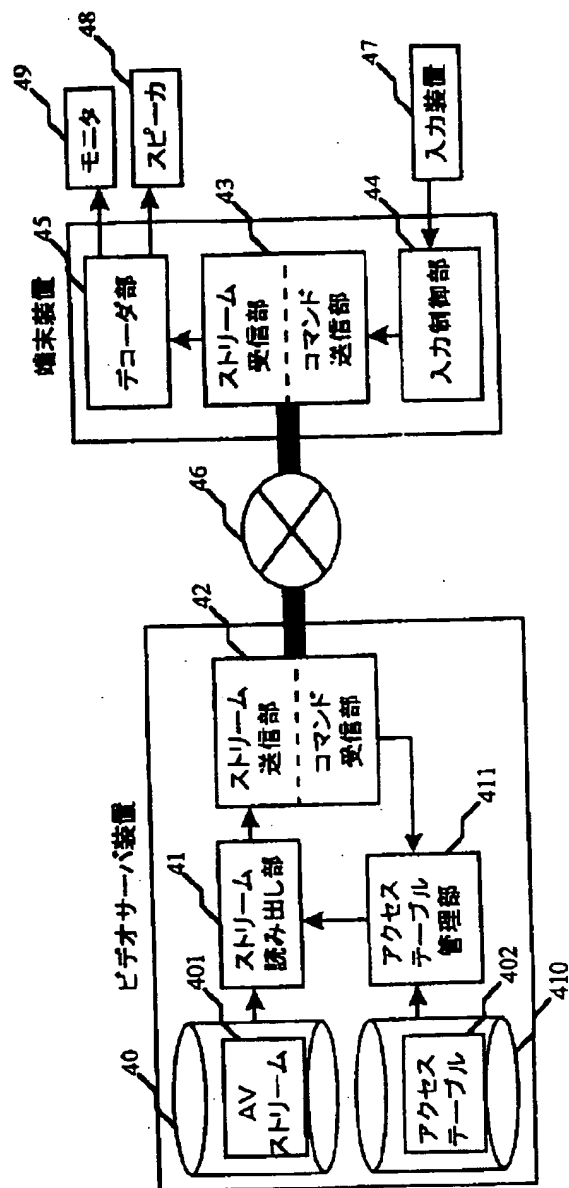 ビデオサーバ装置
40
401
AV
ストリーム
41
ストリーム
読み出し部
42
ストリーム
送信部
コマンド
受信部
アクセス
テーブル
402
410
アクセス
テーブル
管理部
411
46
端末装置
45
デコーダ部
43
ストリーム
受信部
コマンド
送信部
44
入力制御部
49
モニタ
48
スピーカ
47
入力装置